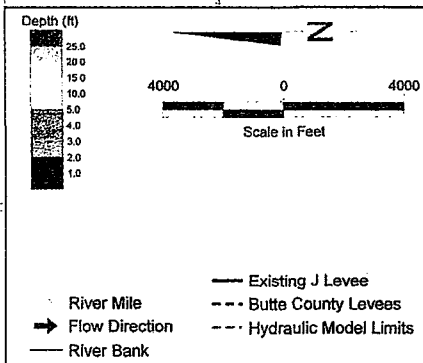 Depth (ft)
25.0
20.0
15.0
10.0
5.0
3.0
2.0
1.0
N
4000 0 4000
Scale in Feet
River Mile
Flow Direction
River Bank
Existing J Levee
Butte County Levees
Hydraulic Model Limits